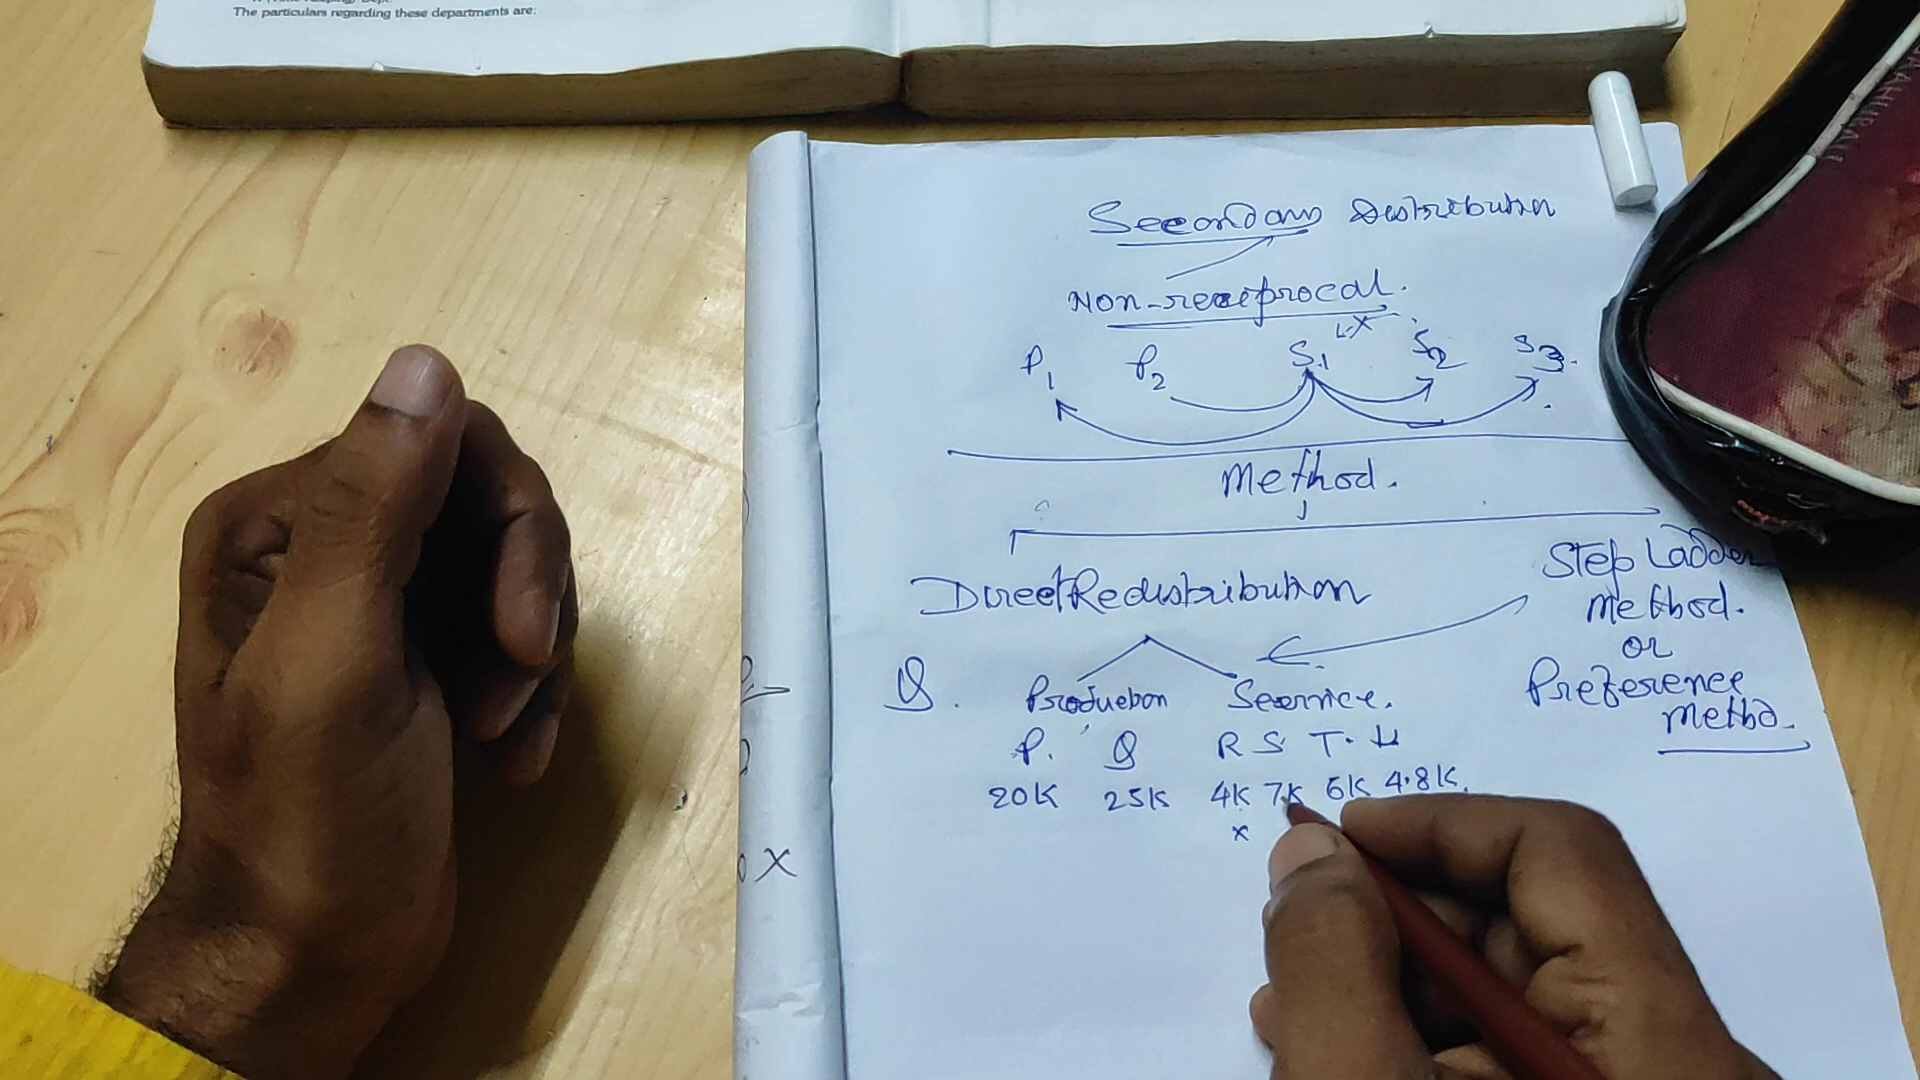 The particulars regarding these departments are:
Secondary Distribution
Non-reciprocal.
P1 P2 S1 S2 S3.
Method.
Direct Redistribution
Step Ladder
Method.
or
Preference
Metho.
Q. Production Service.
P. Q R S T. H
20K 25K 4K 7K 6K 4.8K
x
X